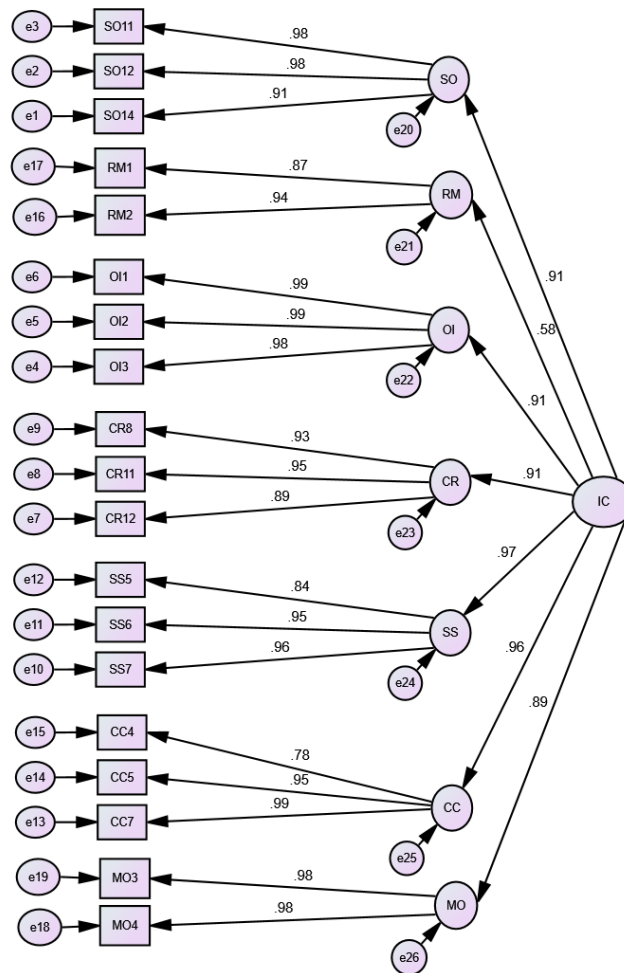 e3 SO11 .98
e2 SO12 .98 SO
e1 SO14 .91 e20
e17 RM1 .87
e16 RM2 .94 RM
e21
e6 OI1 .99 .91
e5 OI2 .99 OI .58
e4 OI3 .98 e22
.91
e9 CR8 .93
e8 CR11 .95 CR .91
e7 CR12 .89 e23 IC
e12 SS5 .84 .97
e11 SS6 .95 SS
e10 SS7 .96 e24 .96
.89
e15 CC4 .78
e14 CC5 .95 CC
e13 CC7 .99 e25
e19 MO3 .98
e18 MO4 .98 MO
e26